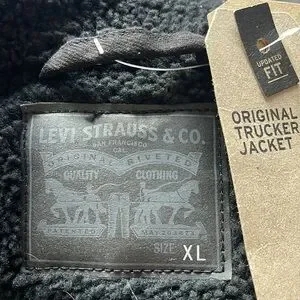 LEVI STRAUSS & CO.
SAN FRANCISCO
CAL.
ORIGINAL RIVETED
QUALITY CLOTHING
PATENTED MAY 20 1873
SIZE XL
UPDATED
FIT
ORIGINAL
TRUCKER
JACKET